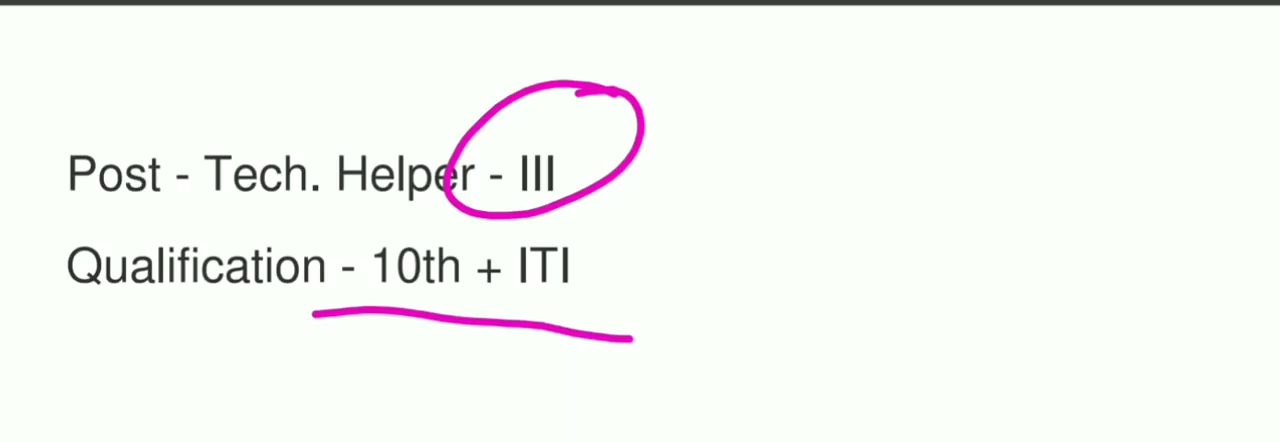 Post - Tech. Helper - III
Qualification - 10th + ITI